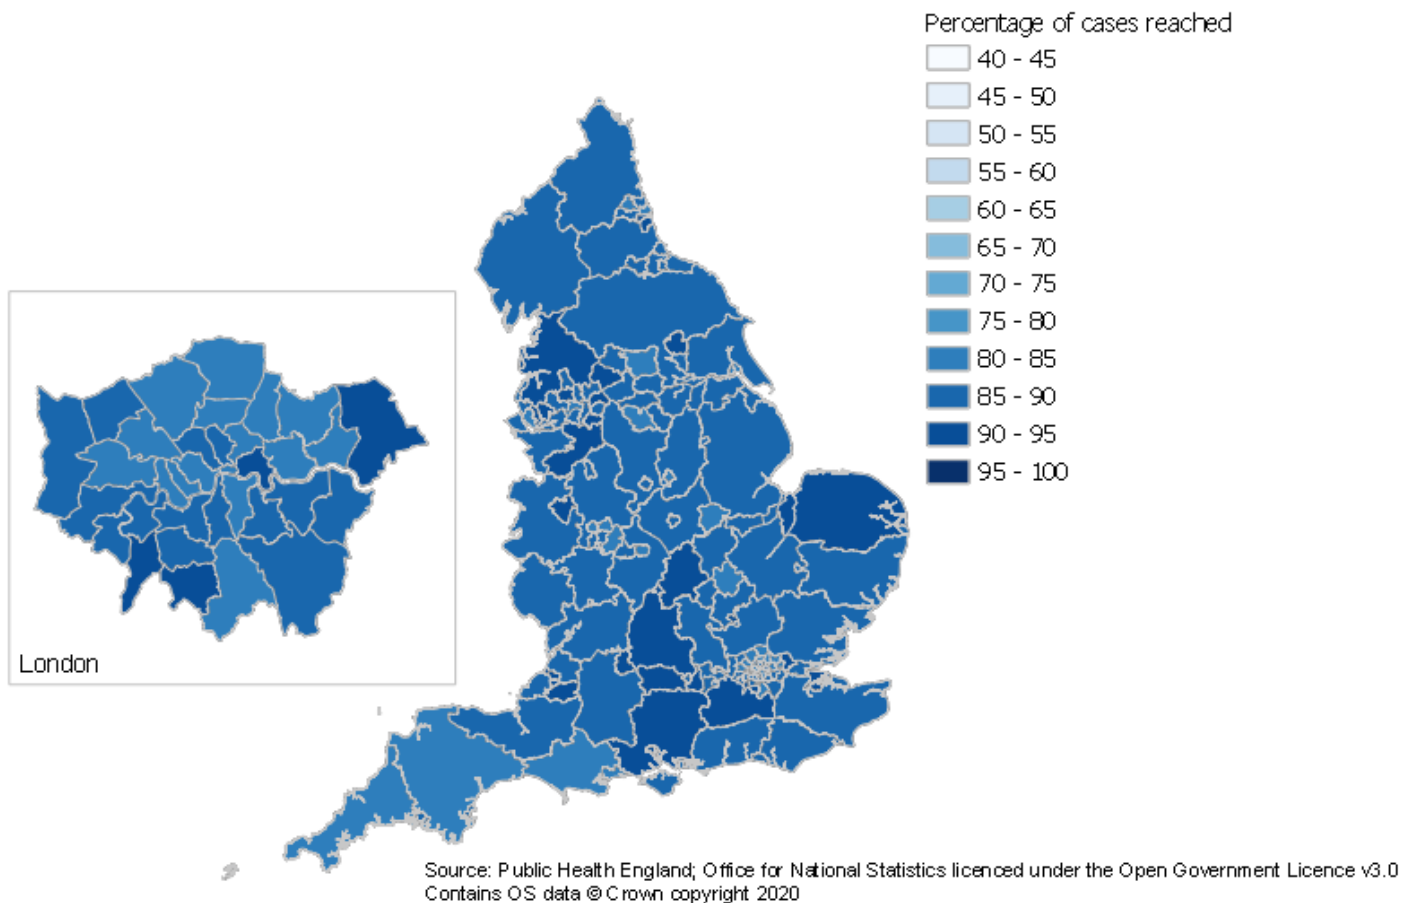 Percentage of cases reached
40 - 45
45 - 50
50 - 55
55 - 60
60 - 65
65 - 70
70 - 75
75 - 80
80 - 85
85 - 90
90 - 95
95 - 100
London
Source: Public Health England; Office for National Statistics licenced under the Open Government Licence v3.0
Contains OS data © Crown copyright 2020